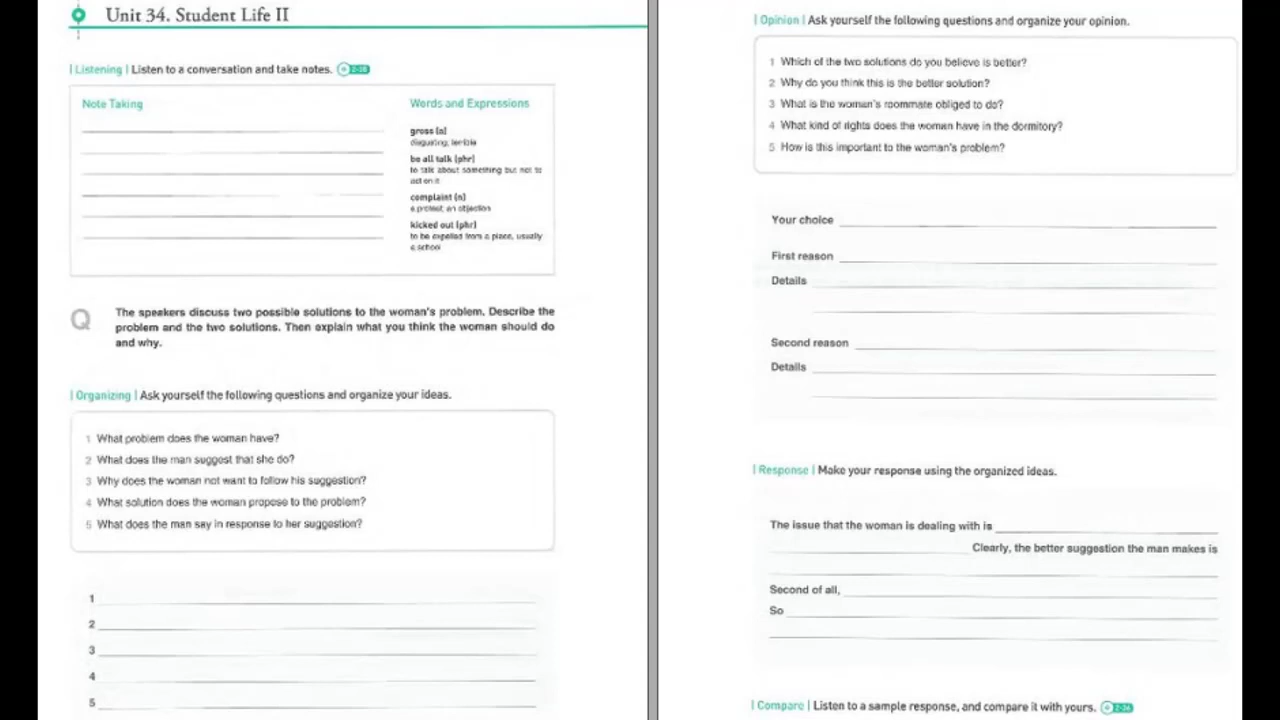 Unit 34. Student Life II
| Listening | Listen to a conversation and take notes.
Note Taking
Words and Expressions
gross (a)
disgusting; terrible
be all talk (phr)
to talk about something but not to
act on it
complaint (n)
a protest; an objection
kicked out (phr)
to be expelled from a place, usually
a school
Q
The speakers discuss two possible solutions to the woman's problem. Describe the
problem and the two solutions. Then explain what you think the woman should do
and why.
| Organizing | Ask yourself the following questions and organize your ideas.
1 What problem does the woman have?
2 What does the man suggest that she do?
3 Why does the woman not want to follow his suggestion?
4 What solution does the woman propose to the problem?
5 What does the man say in response to her suggestion?
1
2
3
4
5
| Opinion | Ask yourself the following questions and organize your opinion.
1 Which of the two solutions do you believe is better?
2 Why do you think this is the better solution?
3 What is the woman's roommate obliged to do?
4 What kind of rights does the woman have in the dormitory?
5 How is this important to the woman's problem?
Your choice
First reason
Details
Second reason
Details
| Response | Make your response using the organized ideas.
The issue that the woman is dealing with is
Clearly, the better suggestion the man makes is
Second of all,
So
| Compare | Listen to a sample response, and compare it with yours. 2-36